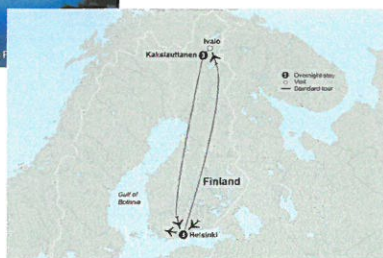 Ivalo
Kakslauttanen
Overnight stay
Visit
Standard tour
Finland
Gulf of
Bothnia
Helsinki